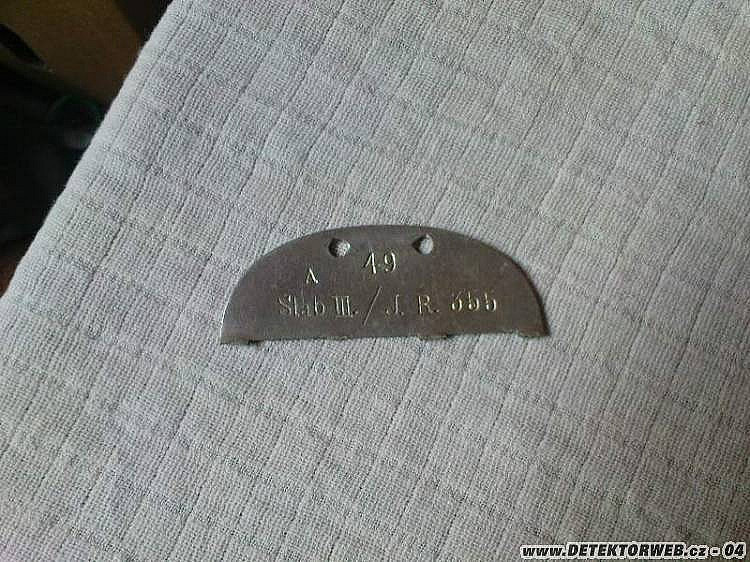 49
A
Stab III. / J. R. 355
www.DETEKTORWEB.cz - 04